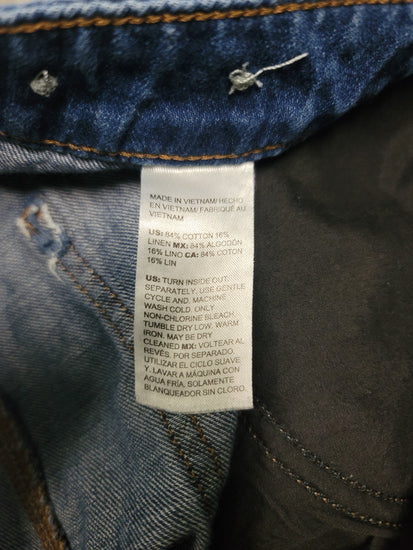 MADE IN VIETNAM/ HECHO
EN VIETNAM/ FABRIQUÉ AU
VIETNAM
US: 84% COTTON 16%
LINEN MX: 84% ALGODÓN
16% LINO CA: 84% COTON
16% LIN
US: TURN INSIDE OUT.
SEPARATELY. USE GENTLE
CYCLE AND, MACHINE
WASH COLD, ONLY
NON-CHLORINE BLEACH.
TUMBLE DRY LOW. WARM
IRON. MAY BE DRY
CLEANED MX: VOLTEAR AL
REVÉS. POR SEPARADO.
UTILIZAR EL CICLO SUAVE
Y, LAVAR A MÁQUINA CON
AGUA FRÍA, SOLAMENTE
BLANQUEADOR SIN CLORO.